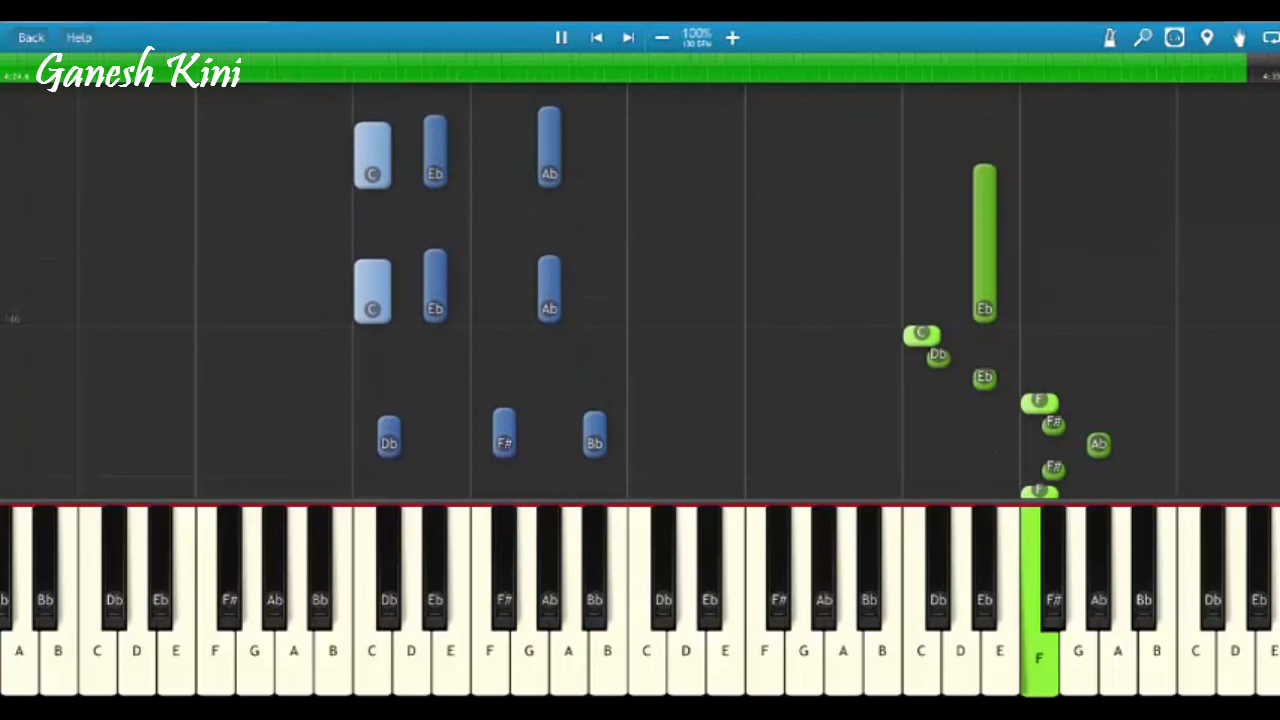 Back Help 100% +
Ganesh Kini
C Eb Ab
Eb
C Eb Ab
146
C
Db
Eb
F
F#
Db F# Bb Ab
F#
F
Bb Db Eb F# Ab Bb Db Eb F# Ab Bb Db Eb F# Ab Bb Db Eb F# Ab Bb Db Eb
A B C D E F G A B C D E F G A B C D E F G A B C D E F G A B C D E